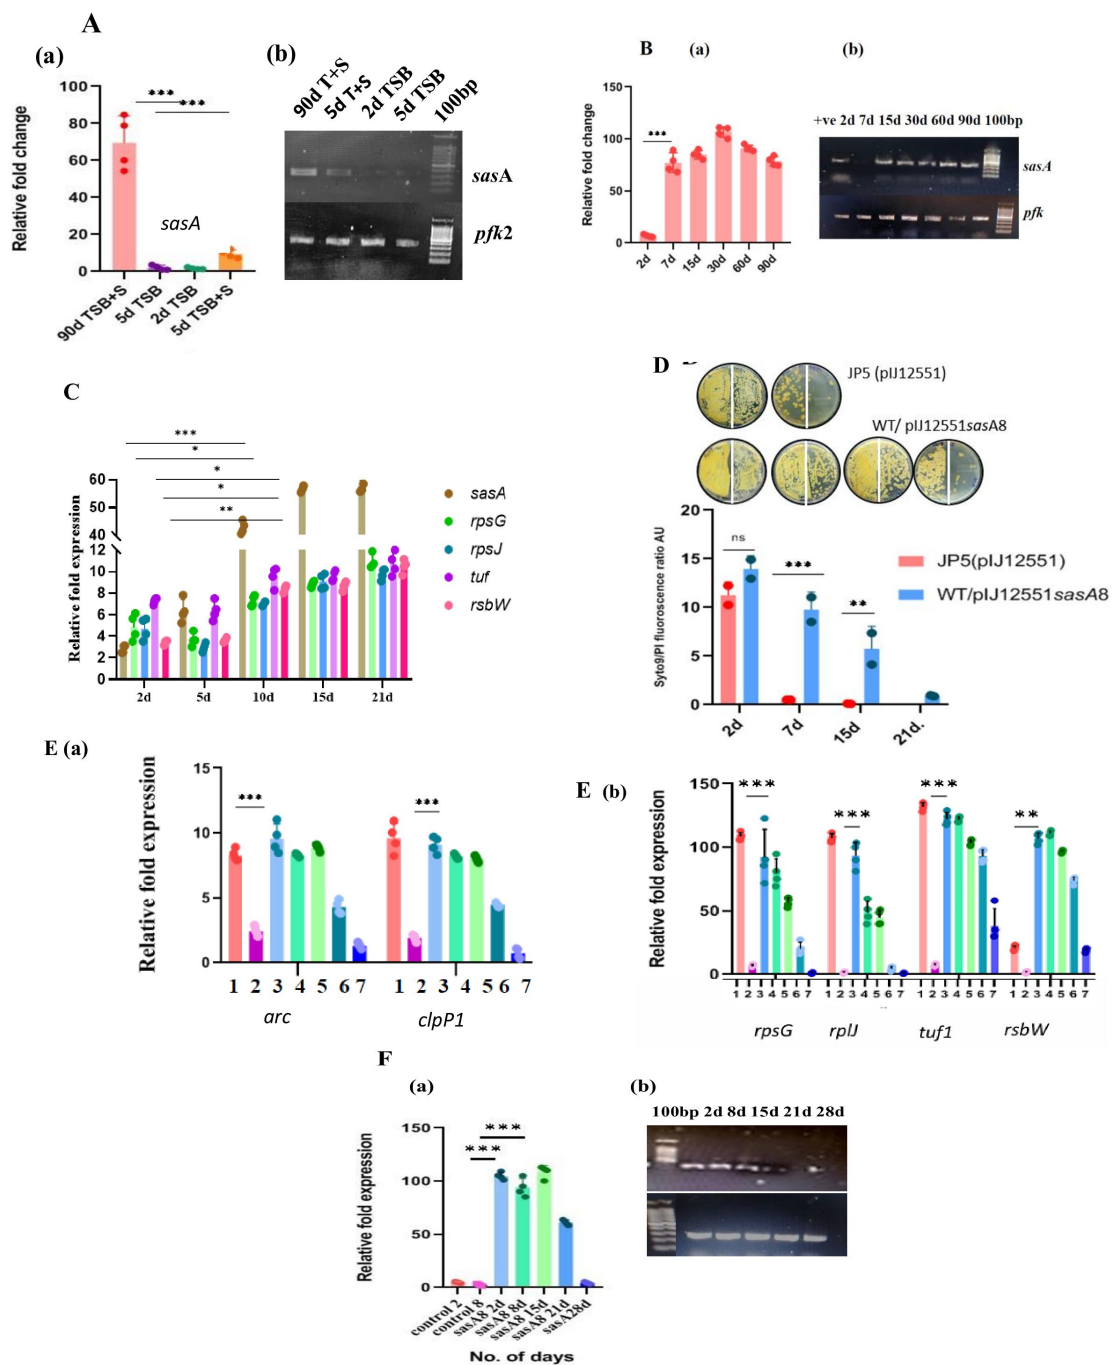 A
(a)
Relative fold change
100
80
60
40
20
0
***
***
sasA
90d TSB+S
5d TSB
2d TSB
5d TSB+S
(b)
90d T+S
5d T+S
2d TSB
5d TSB
100bp
sasA
pfk2
B
(a)
Relative fold change
150
100
50
0
***
2d
7d
15d
30d
60d
90d
(b)
+ve 2d 7d 15d 30d 60d 90d 100bp
sasA
pfk
C
Relative fold expression
60
40
20
12
10
8
6
4
2
***
*
*
*
**
2d 5d 10d 15d 21d
sasA
rpsG
rpsJ
tuf
rsbW
D
JP5 (pIJ12551)
WT/ pIJ12551sasA8
Syto9/PI fluoroscence ratio AU
20
15
10
5
0
ns
***
**
2d
7d
15d
21d.
JP5(pIJ12551)
WT/pIJ12551sasA8
E (a)
Relative fold expression
15
10
5
0
***
***
1 2 3 4 5 6 7 1 2 3 4 5 6 7
arc clpP1
E (b)
Relative fold expression
150
100
50
0
*** *** *** **
1 2 3 4 5 6 7 1 2 3 4 5 6 7 1 2 3 4 5 6 7 1 2 3 4 5 6 7
rpsG rplJ tuf1 rsbW
F
(a)
Relative fold expression
150
100
50
0
***
***
control 2
control 8
sasA8 2d
sasA8 8d
sasA8 15d
sasA8 21d
sasA28d
No. of days
(b)
100bp 2d 8d 15d 21d 28d